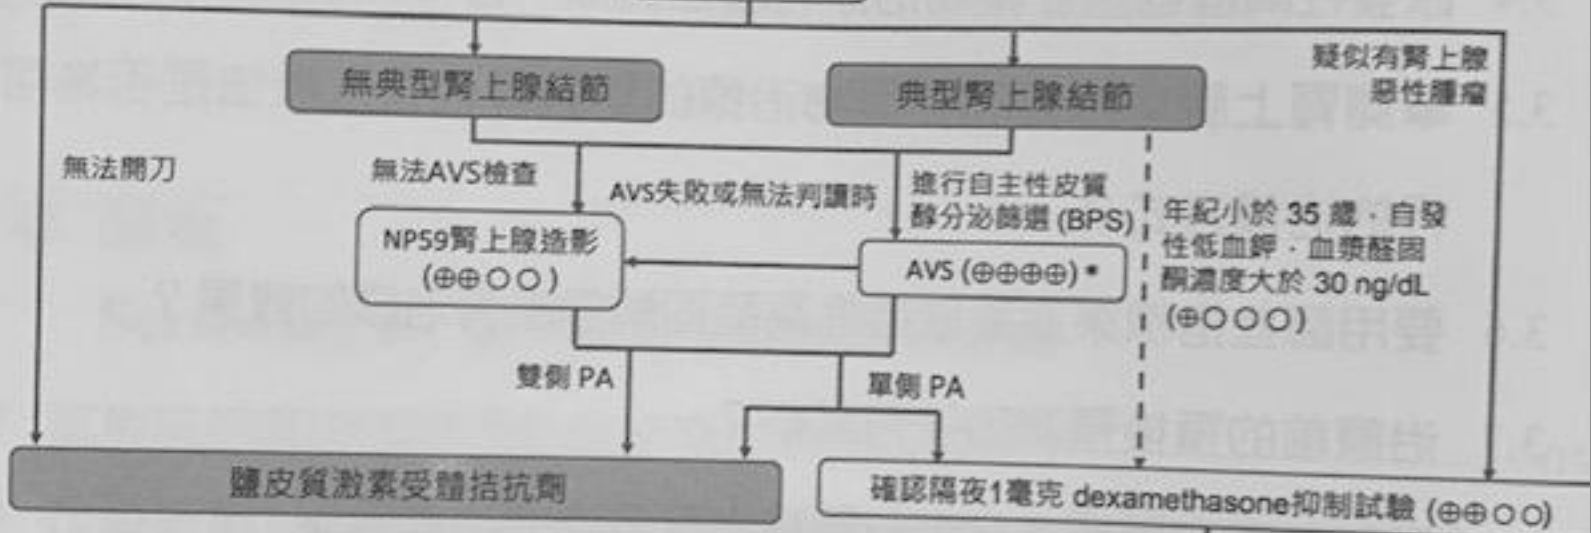 無典型腎上腺結節
典型腎上腺結節
疑似有腎上腺
惡性腫瘤
無法開刀
無法AVS檢查
AVS失敗或無法判讀時
進行自主性皮質
醇分泌篩選 (BPS)
年紀小於 35 歲,自發
性低血鉀,血漿醛固
酮濃度大於 30 ng/dL
(⊕○○○)
NP59腎上腺造影
(⊕⊕○○)
AVS (⊕⊕⊕⊕) *
雙側 PA
單側 PA
鹽皮質激素受體拮抗劑
確認隔夜1毫克 dexamethasone抑制試驗 (⊕⊕○○)